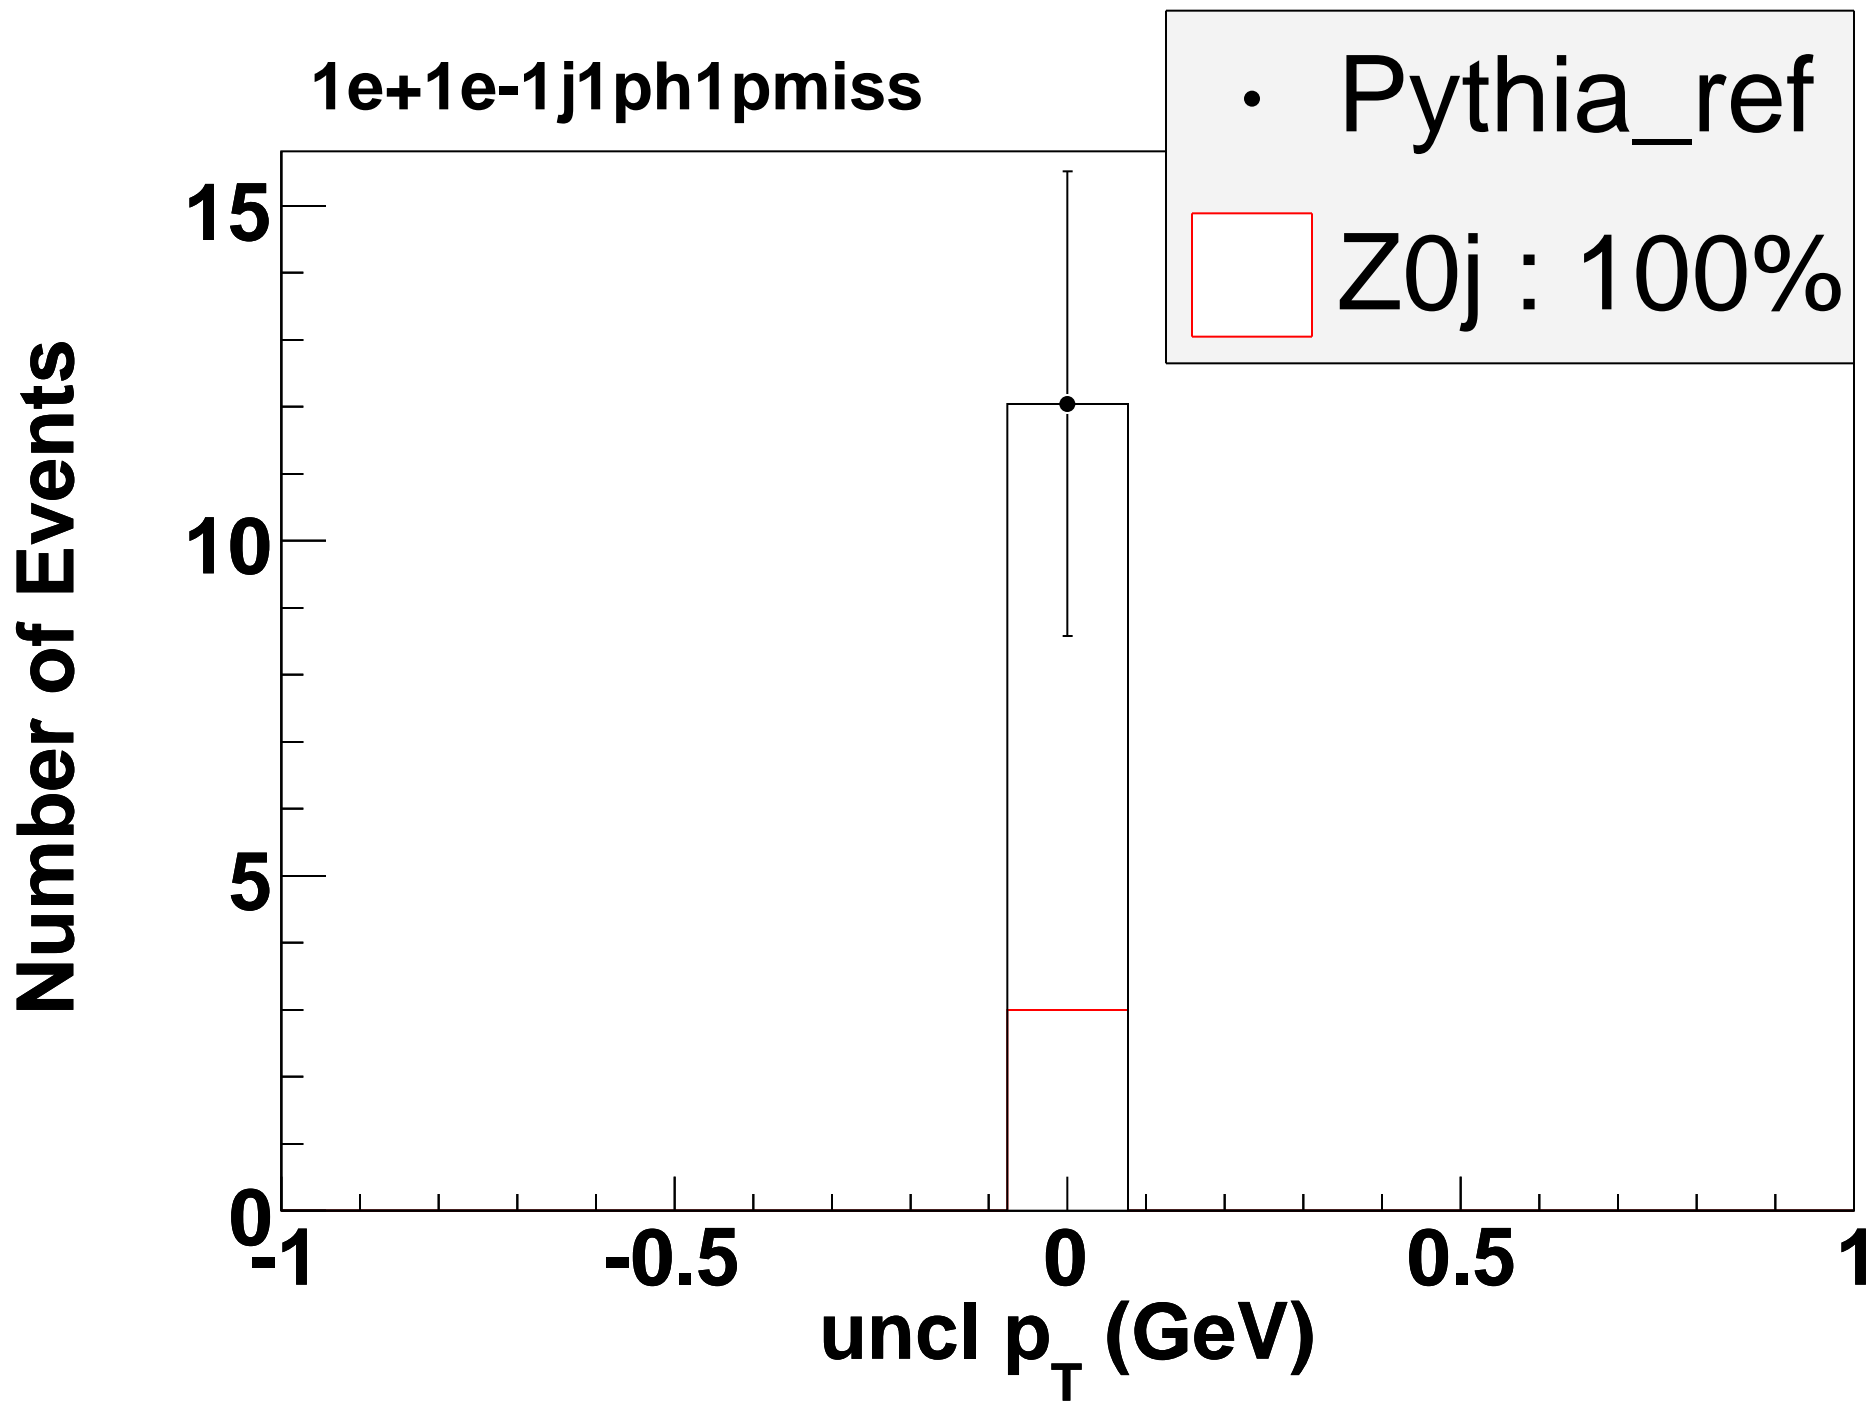 1e+1e-1j1ph1pmiss
Pythia_ref
Z0j : 100%
Number of Events
15
10
5
0
-1
-0.5
0
0.5
1
uncl p_T (GeV)